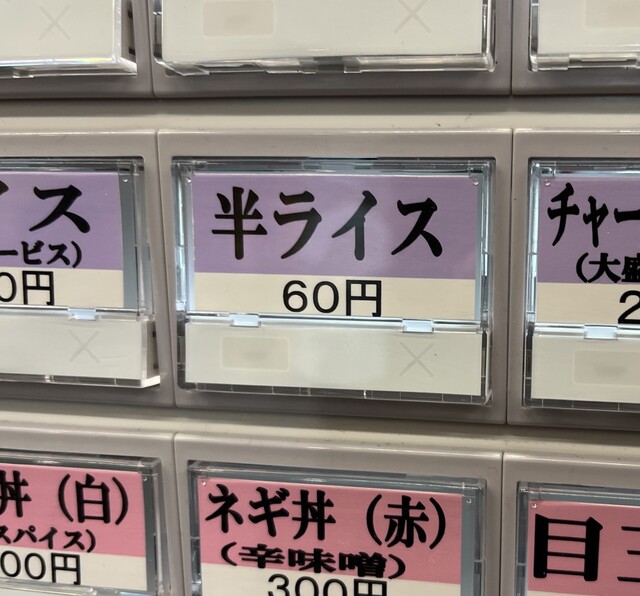 イス
ービス)
0円
半ライス
60円
チャー
(大盛
2
丼(白)
スパイス)
00円
ネギ丼(赤)
(辛味噌)
300円
目玉